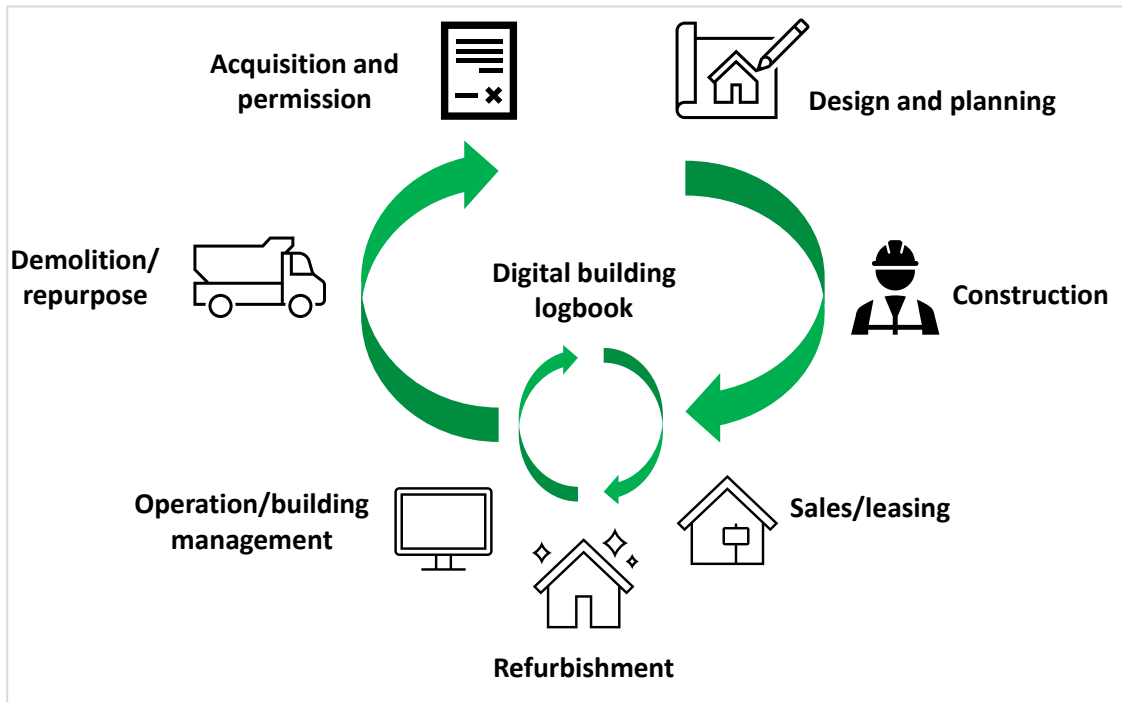 Acquisition and
permission
Design and planning
Demolition/
repurpose
Digital building
logbook
Construction
Operation/building
management
Sales/leasing
Refurbishment